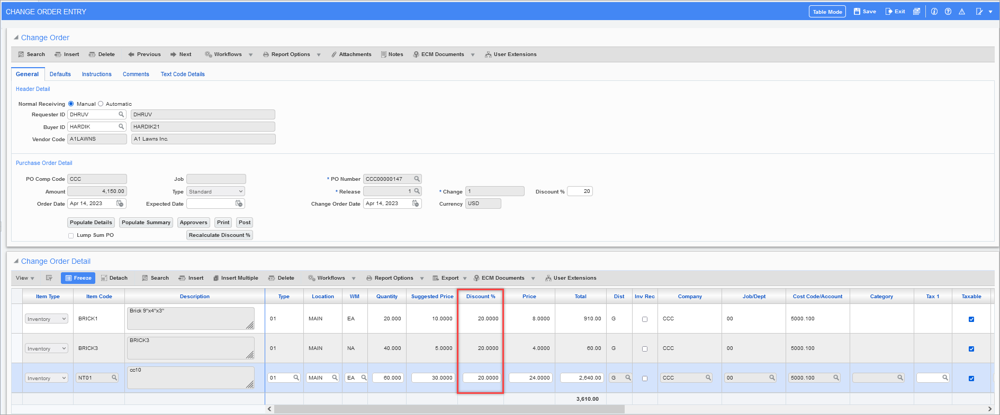 CHANGE ORDER ENTRY Table Mode Save Exit
Change Order
Search Insert Delete Previous Next Workflows Report Options Attachments Notes ECM Documents User Extensions
General Defaults Instructions Comments Text Code Details
Header Detail
Normal Receiving Manual Automatic
Requester ID DHRUV DHRUV
Buyer ID HARDIK HARDIK21
Vendor Code A1LAWNS A1 Lawns Inc.
Purchase Order Detail
PO Comp Code CCC Job * PO Number CCC00000147
Amount 4,150.00 Type Standard * Release 1 * Change 1 Discount % 20
Order Date Apr 14, 2023 Expected Date Change Order Date Apr 14, 2023 Currency USD
Populate Details Populate Summary Approvers Print Post
Lump Sum PO Recalculate Discount %
Change Order Detail
View Freeze Detach Search Insert Insert Multiple Delete Workflows Report Options Export ECM Documents User Extensions
Item Type Item Code Description Type Location WM Quantity Suggested Price Discount % Price Total Dist Inv Rec Company Job/Dept Cost Code/Account Category Tax 1 Taxable
Inventory BRICK1 Brick 9"x4"x3" 01 MAIN EA 20.000 10.0000 20.0000 8.0000 910.00 G CCC 00 5000.100
Inventory BRICK3 BRICK3 01 MAIN NA 40.000 5.0000 20.0000 4.0000 60.00 G CCC 00 5000.100
Inventory NT01 cc10 01 MAIN EA 60.000 30.0000 20.0000 24.0000 2,640.00 G CCC 00 5000.100
3,610.00